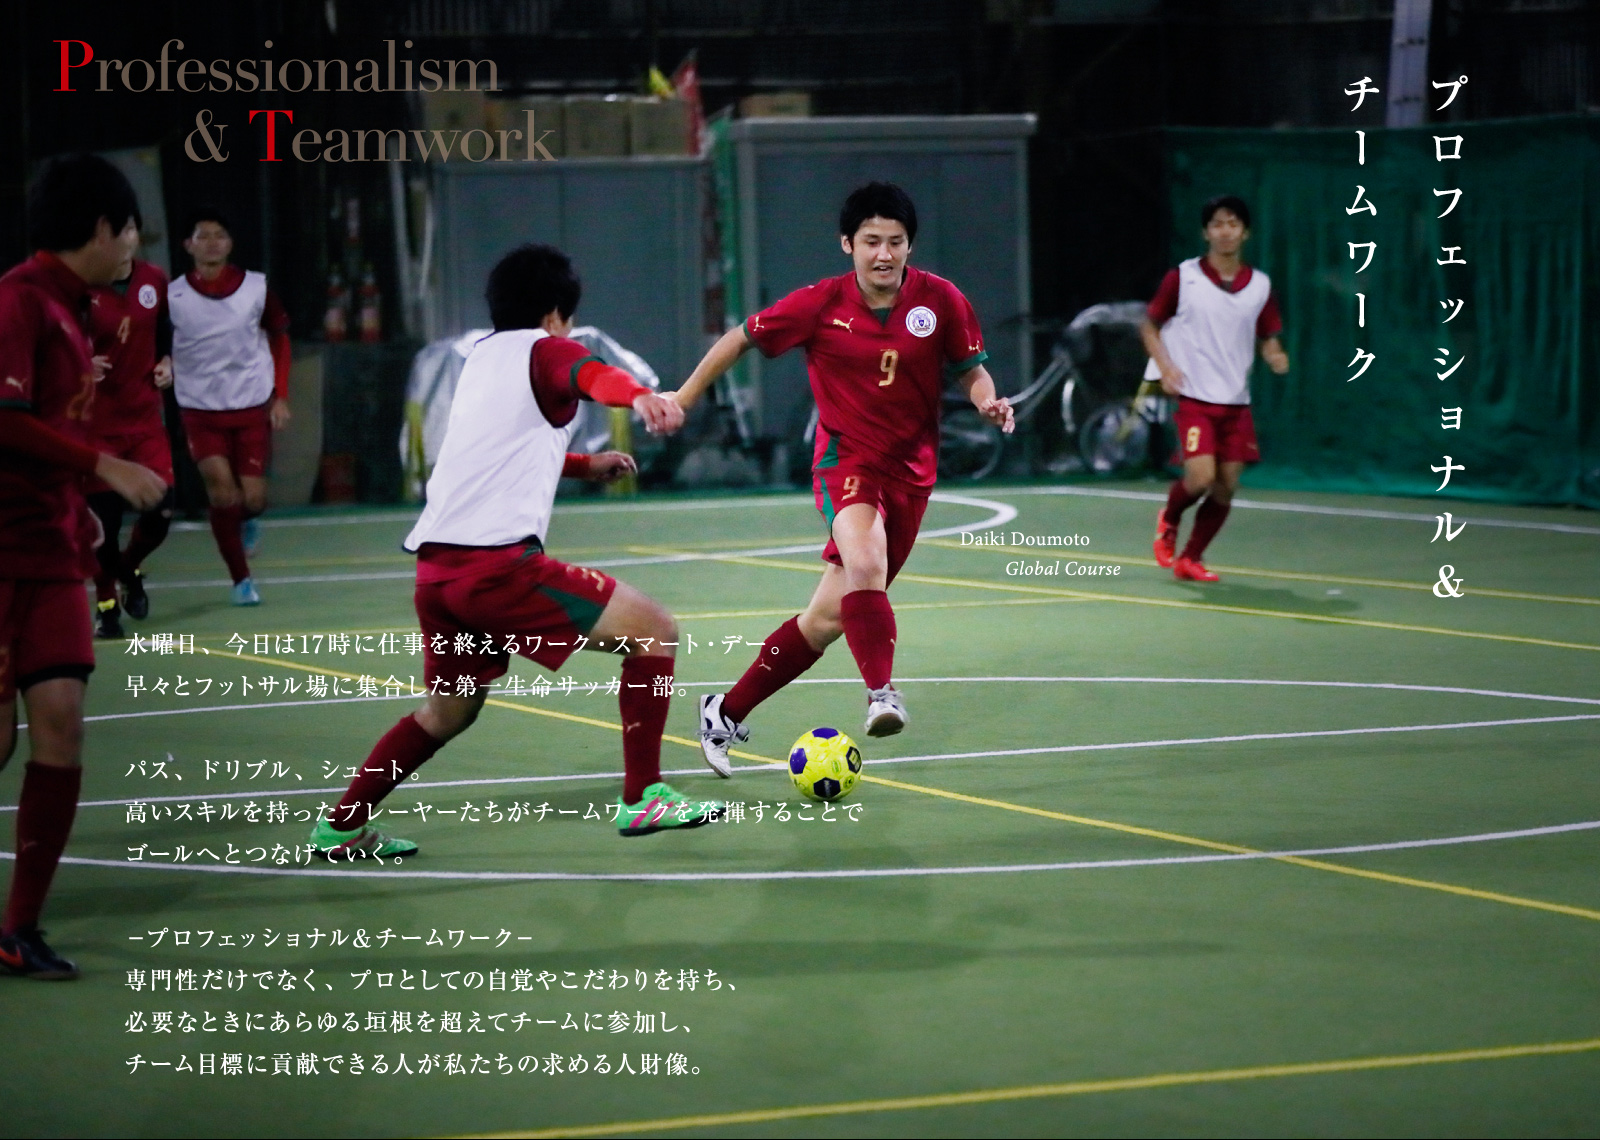 Professionalism
& Teamwork
プロフェッショナル&
チームワーク
9
9
4
22
8
3
Daiki Doumoto
Global Course
水曜日、今日は17時に仕事を終えるワーク・スマート・デー。
早々とフットサル場に集合した第一生命サッカー部。
パス、ドリブル、シュート。
高いスキルを持ったプレーヤーたちがチームワークを発揮することで
ゴールへとつなげていく。
−プロフェッショナル&チームワーク−
専門性だけでなく、プロとしての自覚やこだわりを持ち、
必要なときにあらゆる垣根を超えてチームに参加し、
チーム目標に貢献できる人が私たちの求める人財像。